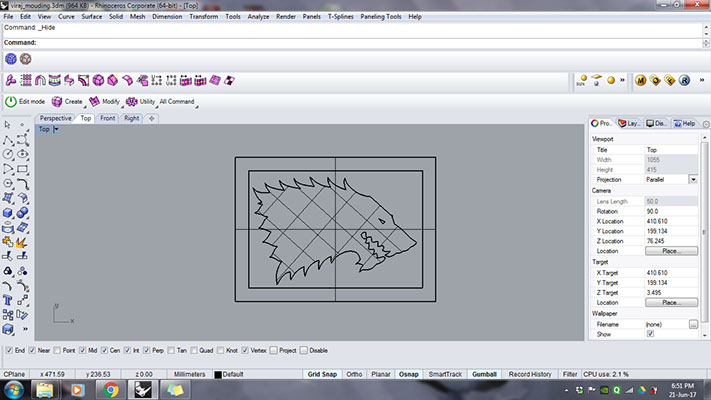 viraj_mouding.3dm (964 KB) - Rhinoceros Corporate (64-bit) - [Top]
File Edit View Curve Surface Solid Mesh Dimension Transform Tools Analyze Render Panels T-Splines Paneling Tools Help
Command: _Hide
Command:
Edit mode Create Modify Utility All Command
SUN
M R
Perspective Top Front Right
Top
Pro.. Lay.. Dis... Help
Viewport
Title Top
Width 1055
Height 415
Projection Parallel
Camera
Lens Length 50.0
Rotation 90.0
X Location 410.610
Y Location 199.134
Z Location 76.245
Location Place...
Target
X Target 410.610
Y Target 199.134
Z Target 3.495
Location Place...
Wallpaper
Filename (none) ...
Show
y
x
End Near Point Mid Cen Int Perp Tan Quad Knot Vertex Project Disable
CPlane x 471.59 y 236.53 z 0.00 Millimeters Default Grid Snap Ortho Planar Osnap SmartTrack Gumball Record History Filter CPU use: 2.1 %
6:51 PM
21-Jun-17